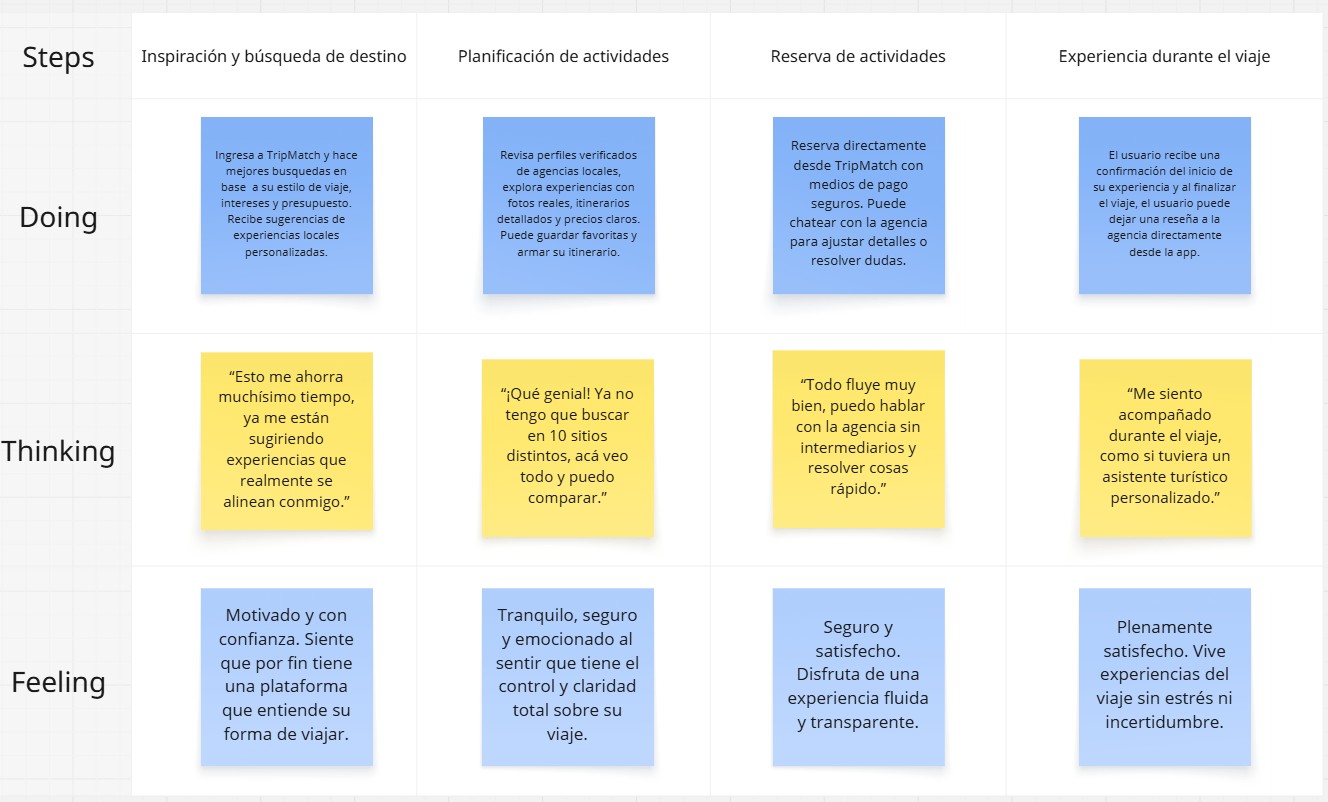 Steps
Inspiración y búsqueda de destino
Planificación de actividades
Reserva de actividades
Experiencia durante el viaje
Doing
Ingresa a TripMatch y hace
mejores busquedas en
base  a su estilo de viaje,
intereses y presupuesto.
Recibe sugerencias de
experiencias locales
personalizadas.
Revisa perfiles verificados
de agencias locales,
explora experiencias con
fotos reales, itinerarios
detallados y precios claros.
Puede guardar favoritas y
armar su itinerario.
Reserva directamente
desde TripMatch con
medios de pago
seguros. Puede
chatear con la agencia
para ajustar detalles o
resolver dudas.
El usuario recibe una
confirmación del inicio de
su experiencia y al finalizar
el viaje, el usuario puede
dejar una reseña a la
agencia directamente
desde la app.
Thinking
“Esto me ahorra
muchísimo tiempo,
ya me están
sugiriendo
experiencias que
realmente se
alinean conmigo.”
“¡Qué genial! Ya no
tengo que buscar
en 10 sitios
distintos, acá veo
todo y puedo
comparar.”
“Todo fluye muy
bien, puedo hablar
con la agencia sin
intermediarios y
resolver cosas
rápido.”
“Me siento
acompañado
durante el viaje,
como si tuviera un
asistente turístico
personalizado.”
Feeling
Motivado y con
confianza. Siente
que por fin tiene
una plataforma
que entiende su
forma de viajar.
Tranquilo, seguro
y emocionado al
sentir que tiene el
control y claridad
total sobre su
viaje.
Seguro y
satisfecho.
Disfruta de una
experiencia fluida
y transparente.
Plenamente
satisfecho. Vive
experiencias del
viaje sin estrés ni
incertidumbre.